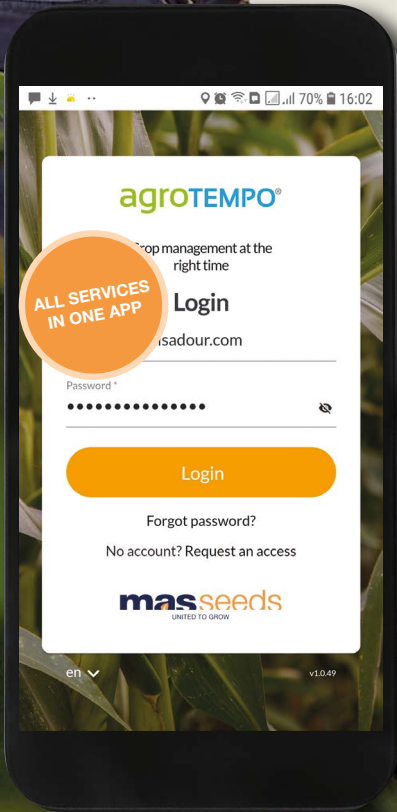 70% 16:02
agroTEMPO®
Crop management at the
right time
ALL SERVICES
IN ONE APP
Login
isadour.com
Password *
Login
Forgot password?
No account? Request an access
masseeds
UNITED TO GROW
en
v1.0.49